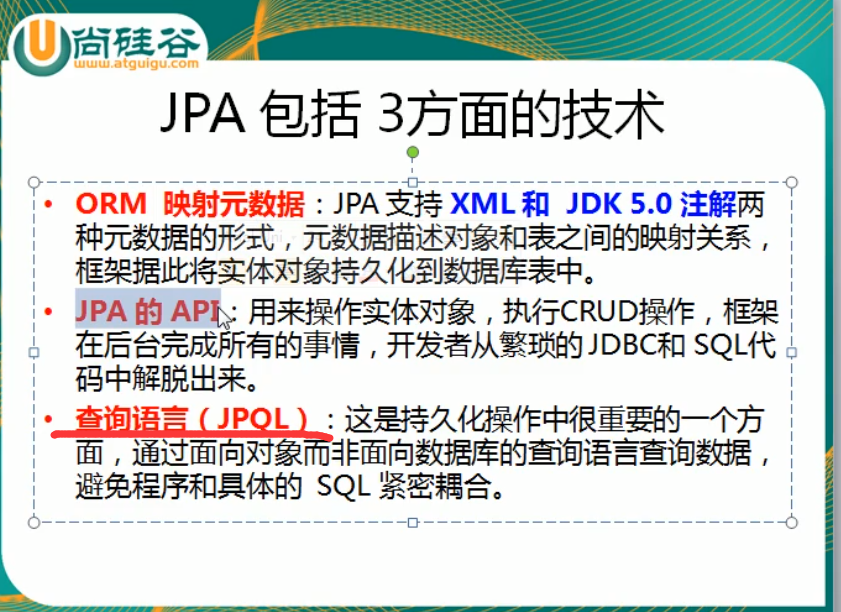 尚硅谷
www.atguigu.com
JPA 包括 3方面的技术
• ORM 映射元数据：JPA 支持 XML 和 JDK 5.0 注解两
种元数据的形式，元数据描述对象和表之间的映射关系，
框架据此将实体对象持久化到数据库表中。
• JPA 的 API：用来操作实体对象，执行CRUD操作，框架
在后台完成所有的事情，开发者从繁琐的 JDBC和 SQL代
码中解脱出来。
• 查询语言（JPQL）：这是持久化操作中很重要的一个方
面，通过面向对象而非面向数据库的查询语言查询数据，
避免程序和具体的 SQL 紧密耦合。